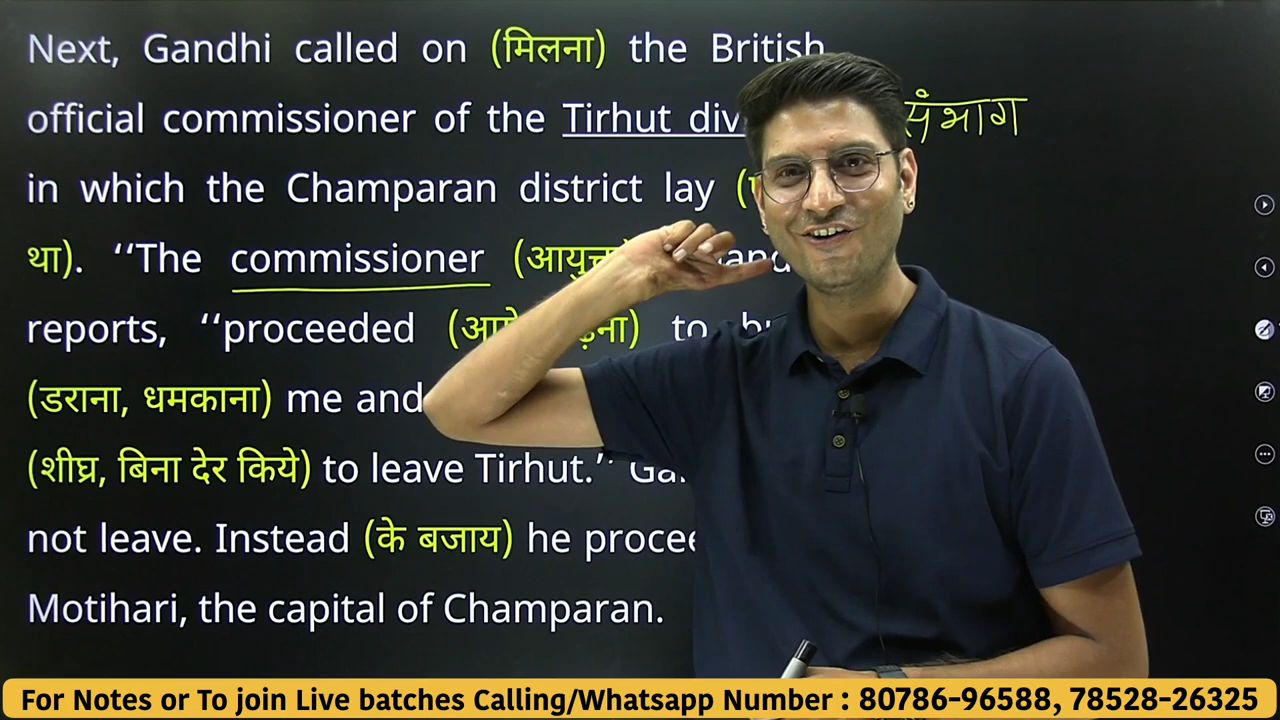 Next, Gandhi called on (मिलना) the British
official commissioner of the Tirhut संभाग
in which the Champaran district lay
था). ‘‘The commissioner
reports, ‘‘proceeded to
(डराना, धमकाना) me and
(शीघ्र, बिना देर किये) to leave Tirhut.’’
not leave. Instead (के बजाय) he
Motihari, the capital of Champaran.
For Notes or To join Live batches Calling/Whatsapp Number : 80786-96588, 78528-26325